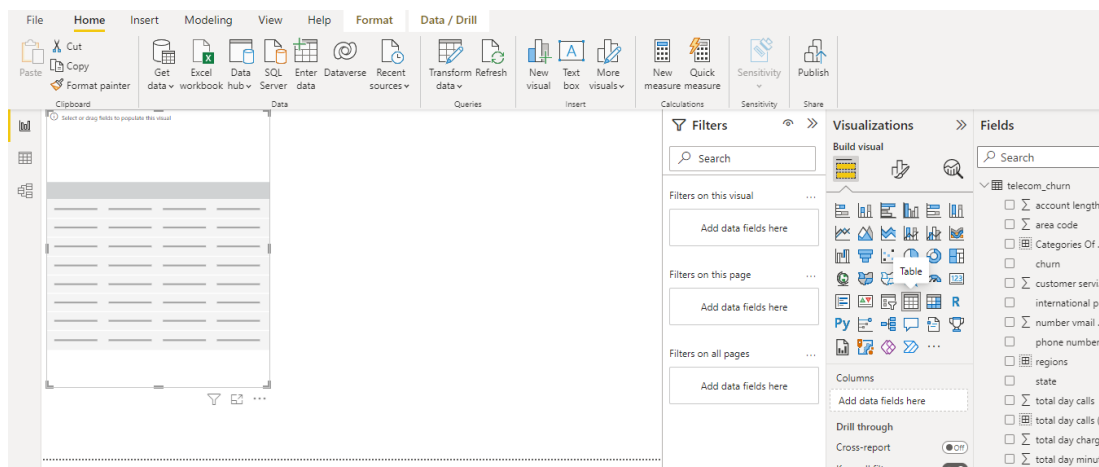 File Home Insert Modeling View Help Format Data / Drill
Paste
Cut
Copy
Format painter
Get data
Excel workbook
Data hub
SQL Server
Enter data
Dataverse
Recent sources
Transform data
Refresh
New visual
Text box
More visuals
New measure
Quick measure
Sensitivity
Publish
Clipboard Data Queries Insert Calculations Sensitivity Share
Select or drag fields to populate this visual
Filters
Search
Filters on this visual ...
Add data fields here
Filters on this page ...
Add data fields here
Filters on all pages ...
Add data fields here
Visualizations
Build visual
Table
123
R
Py
...
Columns
Add data fields here
Drill through
Cross-report Off
Fields
Search
telecom_churn
∑ account length
∑ area code
Categories Of
churn
∑ customer servi
international p
∑ number vmail
phone number
regions
state
∑ total day calls
total day calls (
∑ total day charg
∑ total day minut